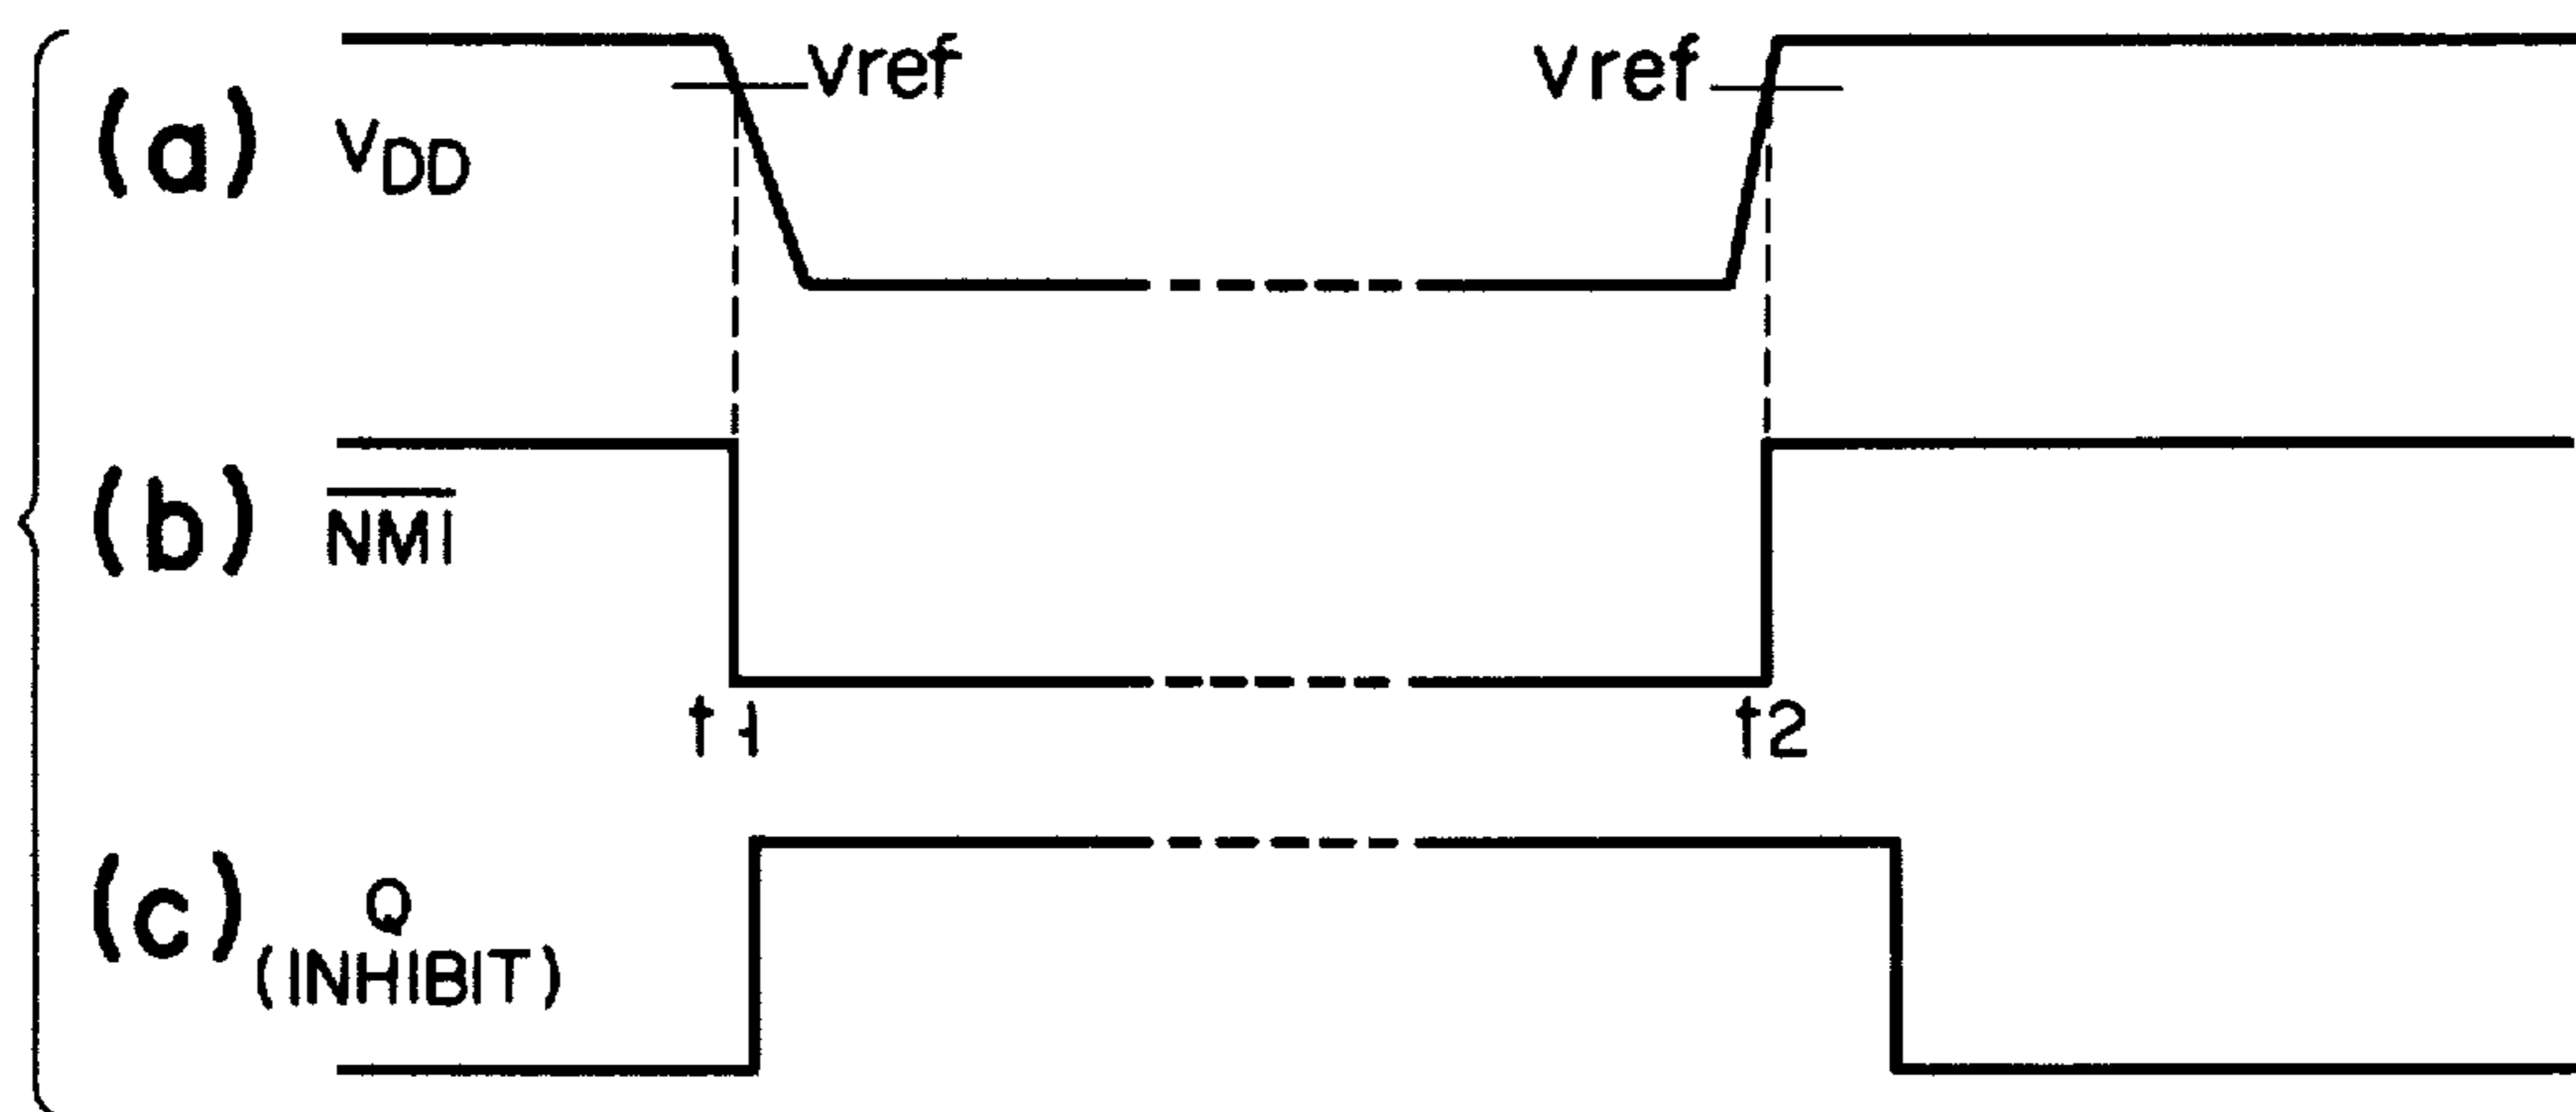 (a) VDD Vref Vref
(b) NMI
t1 t2
(c) Q
(INHIBIT)